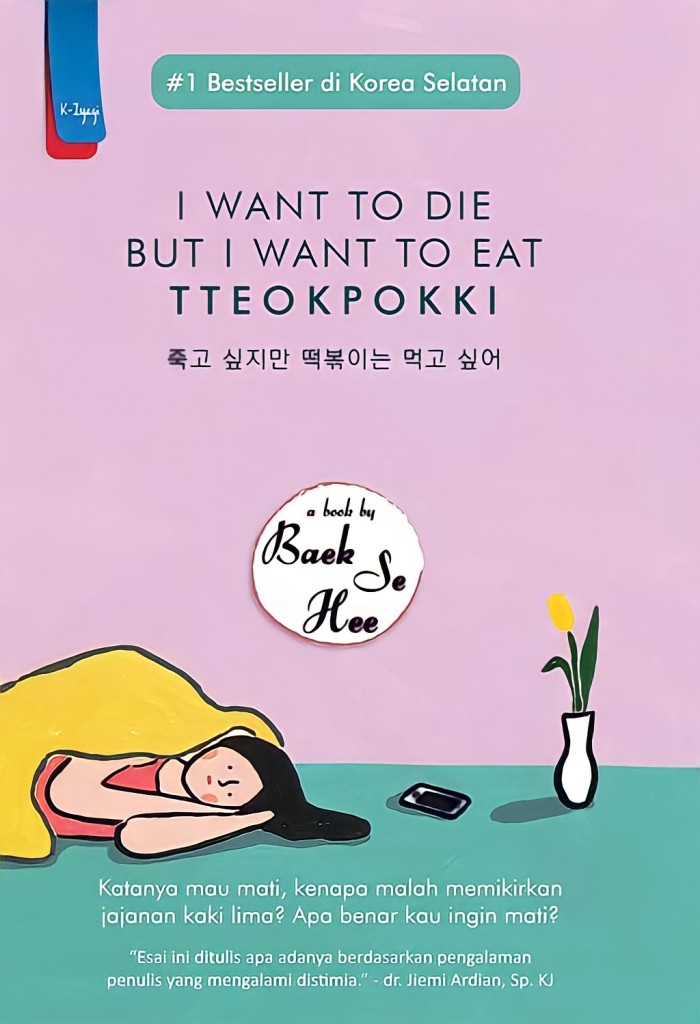 K-Iyagi
#1 Bestseller di Korea Selatan
I WANT TO DIE
BUT I WANT TO EAT
TTEOKPOKKI
죽고 싶지만 떡볶이는 먹고 싶어
a book by
Baek
Se
Hee
Katanya mau mati, kenapa malah memikirkan
jajanan kaki lima? Apa benar kau ingin mati?
"Esai ini ditulis apa adanya berdasarkan pengalaman
penulis yang mengalami distimia." - dr. Jiemi Ardian, Sp. KJ